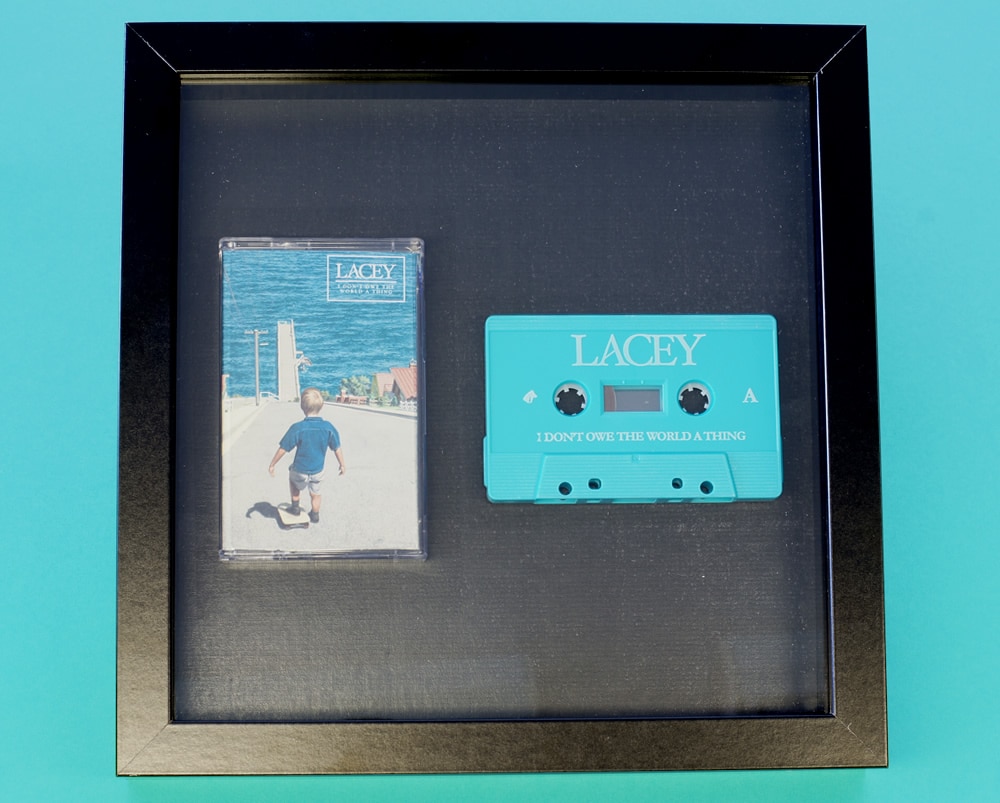 LACEY
I DON'T OWE THE
WORLD A THING
LACEY
A
I DON'T OWE THE WORLD A THING